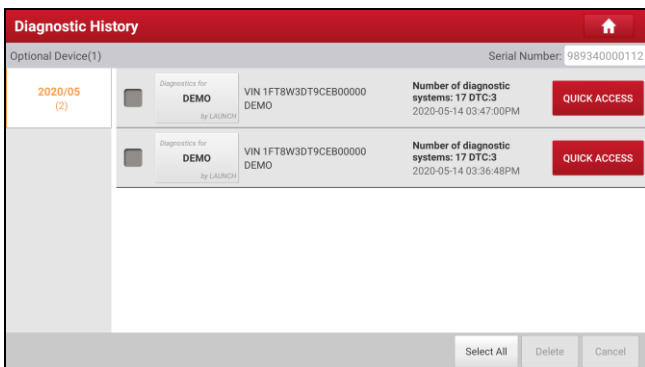 Diagnostic History
Optional Device(1)
Serial Number: 989340000112
2020/05
(2)
Diagnostics for
DEMO
by LAUNCH
VIN 1FT8W3DT9CEB00000
DEMO
Number of diagnostic
systems: 17 DTC:3
2020-05-14 03:47:00PM
QUICK ACCESS
Diagnostics for
DEMO
by LAUNCH
VIN 1FT8W3DT9CEB00000
DEMO
Number of diagnostic
systems: 17 DTC:3
2020-05-14 03:36:48PM
QUICK ACCESS
Select All
Delete
Cancel